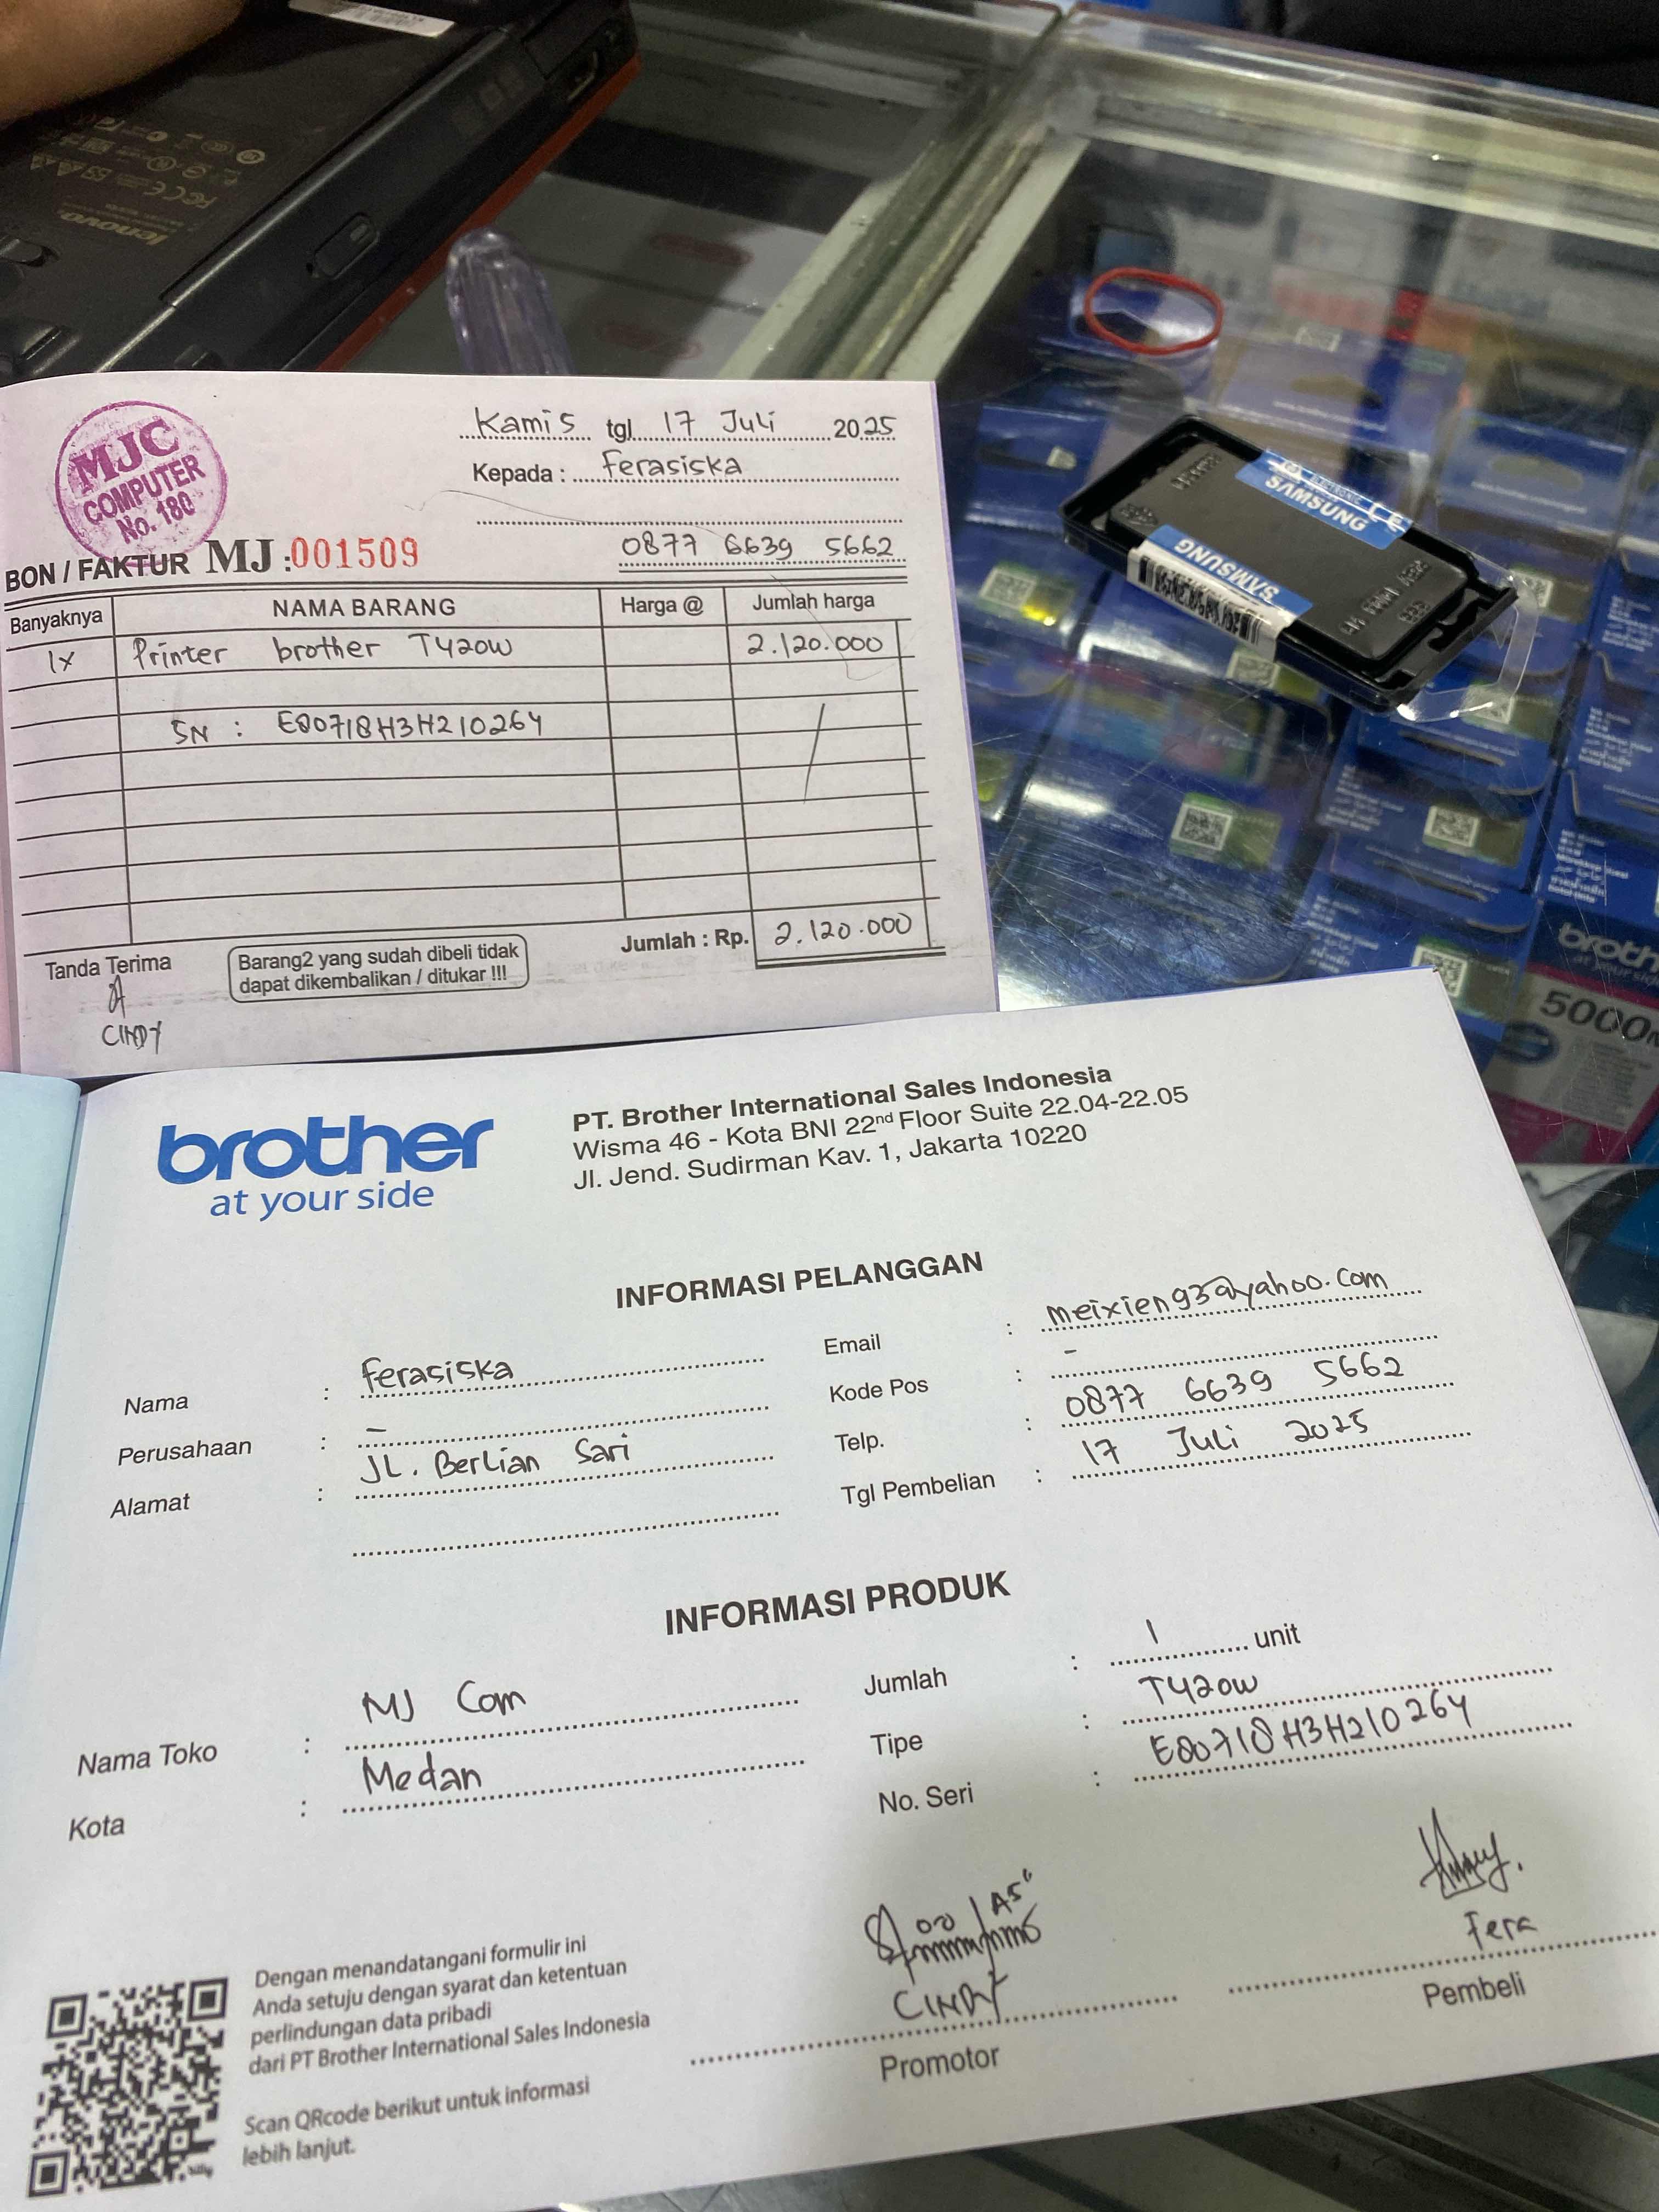 lenovo
FCC CE
MJC
COMPUTER
No. 180
Kamis tgl 17 Juli 2025
Kepada : Ferasiska
0877 6639 5662
BON / FAKTUR MJ :001509
Banyaknya NAMA BARANG Harga @ Jumlah harga
1x Printer brother T420w 2.120.000
SN : E80718H3H210264
Jumlah : Rp. 2.120.000
Tanda Terima
Barang2 yang sudah dibeli tidak
dapat dikembalikan / ditukar !!!
CINDY
SAMSUNG
SAMSUNG
brother
at your side
5000
brother
at your side
PT. Brother International Sales Indonesia
Wisma 46 - Kota BNI 22nd Floor Suite 22.04-22.05
Jl. Jend. Sudirman Kav. 1, Jakarta 10220
INFORMASI PELANGGAN
Nama : Ferasiska
Perusahaan : -
Alamat : JL. Berlian Sari
Email : meixieng3@yahoo.com
Kode Pos : -
Telp. : 0877 6639 5662
Tgl Pembelian : 17 Juli 2025
INFORMASI PRODUK
Nama Toko : MJ Com
Kota : Medan
Jumlah : 1 unit
Tipe : T420w
No. Seri : E80718H3H210264
Dengan menandatangani formulir ini
Anda setuju dengan syarat dan ketentuan
perlindungan data pribadi
dari PT Brother International Sales Indonesia
Scan QRcode berikut untuk informasi
lebih lanjut.
CINDY
Promotor
Fera
Pembeli